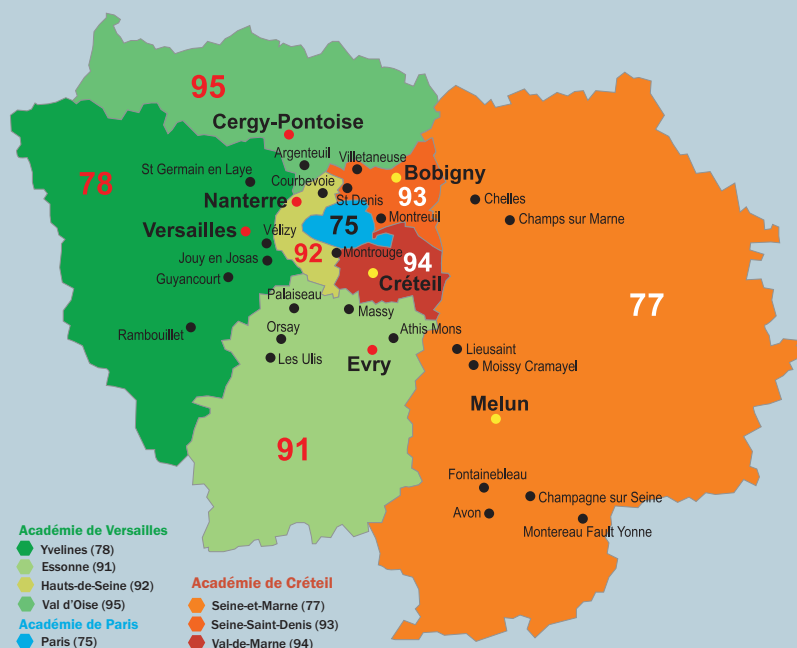 95
Cergy-Pontoise
Argenteuil
Villetaneuse
78
St Germain en Laye
Courbevoie
Bobigny
93
St Denis
Nanterre
Chelles
Montreuil
Champs sur Marne
Versailles
75
Vélizy
92
Montrouge
94
Jouy en Josas
Guyancourt
Créteil
77
Palaiseau
Massy
Rambouillet
Orsay
Athis Mons
Les Ulis
Evry
Lieusaint
Moissy Cramayel
Melun
91
Fontainebleau
Champagne sur Seine
Avon
Montereau Fault Yonne
Académie de Versailles
Yvelines (78)
Essonne (91)
Hauts-de-Seine (92)
Val d'Oise (95)
Académie de Paris
Paris (75)
Académie de Créteil
Seine-et-Marne (77)
Seine-Saint-Denis (93)
Val-de-Marne (94)